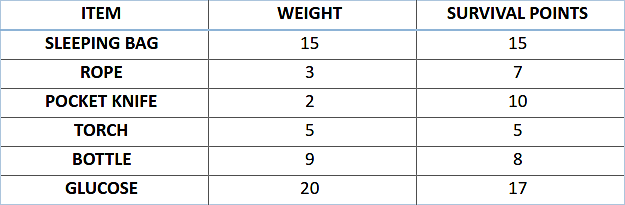 ITEM WEIGHT SURVIVAL POINTS
SLEEPING BAG 15 15
ROPE 3 7
POCKET KNIFE 2 10
TORCH 5 5
BOTTLE 9 8
GLUCOSE 20 17